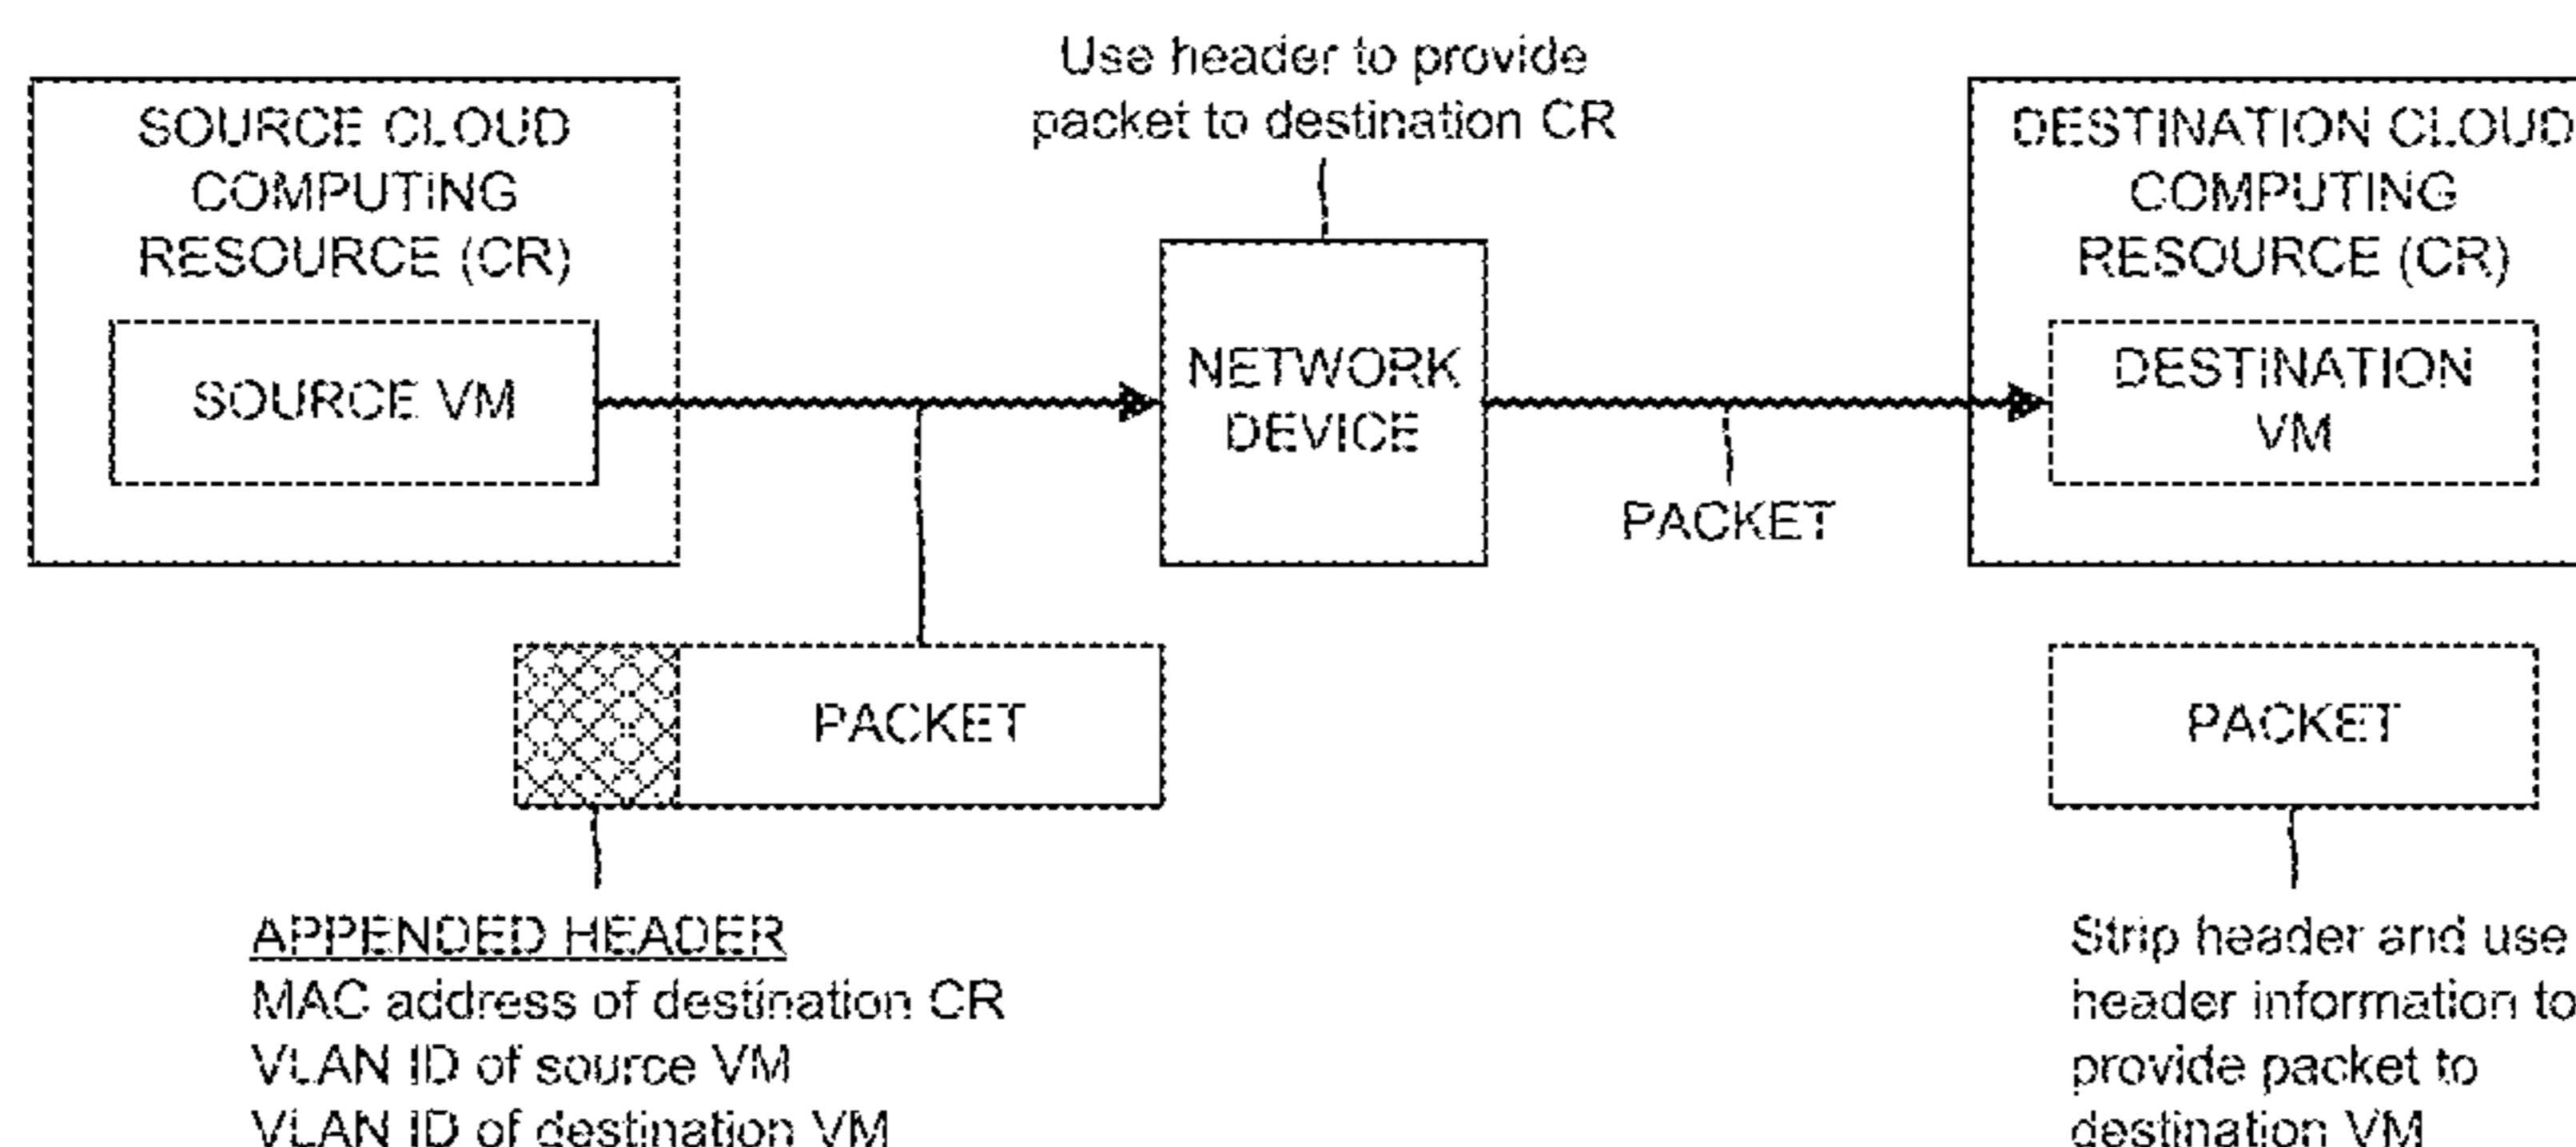 Use header to provide
packet to destination CR
SOURCE CLOUD
COMPUTING
RESOURCE (CR)
SOURCE VM
NETWORK
DEVICE
PACKET
DESTINATION CLOUD
COMPUTING
RESOURCE (CR)
DESTINATION
VM
PACKET
APPENDED HEADER
MAC address of destination CR
VLAN ID of source VM
VLAN ID of destination VM
PACKET
Strip header and use
header information to
provide packet to
destination VM